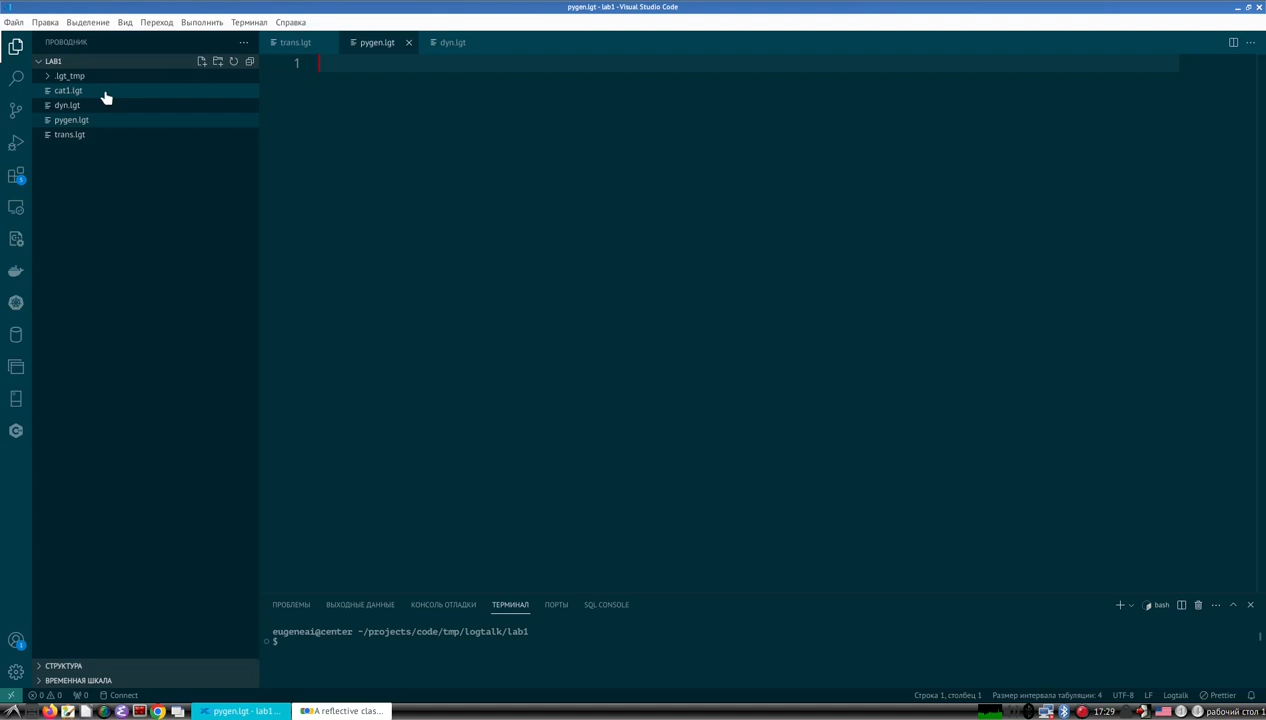 pygen.lgt - lab1 - Visual Studio Code
Файл Правка Выделение Вид Переход Выполнить Терминал Справка
ПРОВОДНИК
trans.lgt pygen.lgt dyn.lgt
LAB1
1
.lgt_tmp
cat1.lgt
dyn.lgt
pygen.lgt
trans.lgt
ПРОБЛЕМЫ ВЫХОДНЫЕ ДАННЫЕ КОНСОЛЬ ОТЛАДКИ ТЕРМИНАЛ ПОРТЫ SQL CONSOLE
bash
eugeneai@center ~/projects/code/tmp/logtalk/lab1
$
СТРУКТУРА
ВРЕМЕННАЯ ШКАЛА
0 0 0 Connect
Строка 1, столбец 1 Размер интервала табуляции: 4 UTF-8 LF Logtalk Prettier
pygen.lgt - lab1... A reflective clas... 17:29 рабочий стол 1